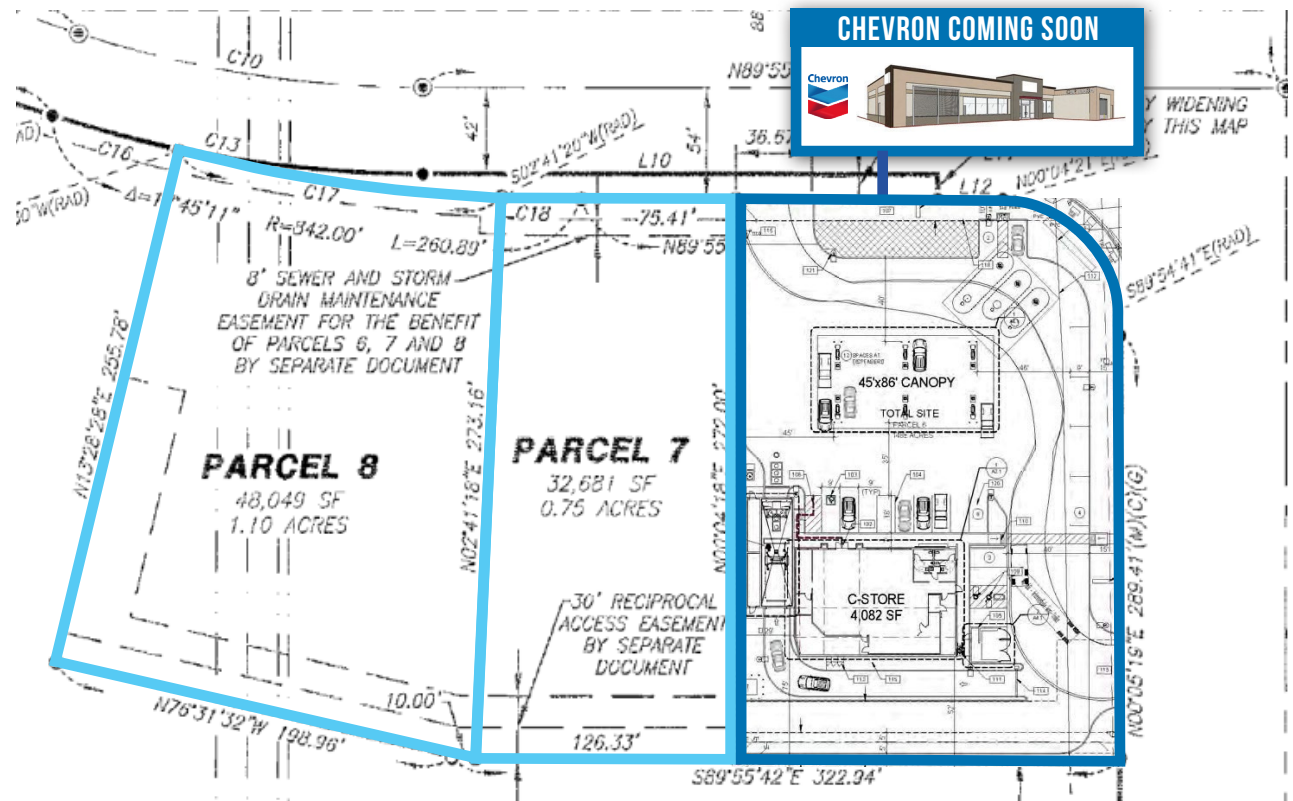 CHEVRON COMING SOON
Chevron
C10
N89°55
Y WIDENING
Y THIS MAP
42'
54'
36.67
S02°41'20"W(RAD)
L10
C13
C16
C17
C18
75.41'
L12
N00°04'21"E(RAD)
R=842.00'
L=260.89'
N89°55
S89°54'41"E(RAD)
8' SEWER AND STORM
DRAIN MAINTENANCE
EASEMENT FOR THE BENEFIT
OF PARCELS 6, 7 AND 8
BY SEPARATE DOCUMENT
N13°28'28"E 255.78'
PARCEL 8
48,049 SF
1.10 ACRES
N02°41'18"E 273.16'
PARCEL 7
32,681 SF
0.75 ACRES
N00°04'18"E 272.00'
45'x86' CANOPY
TOTAL SITE
PARCEL 6
C-STORE
4,082 SF
N00°05'19"E 289.41'(M)(C)(G)
30' RECIPROCAL
ACCESS EASEMENT
BY SEPARATE
DOCUMENT
10.00'
126.33'
N76°31'32"W 198.96'
S89°55'42"E 322.94'